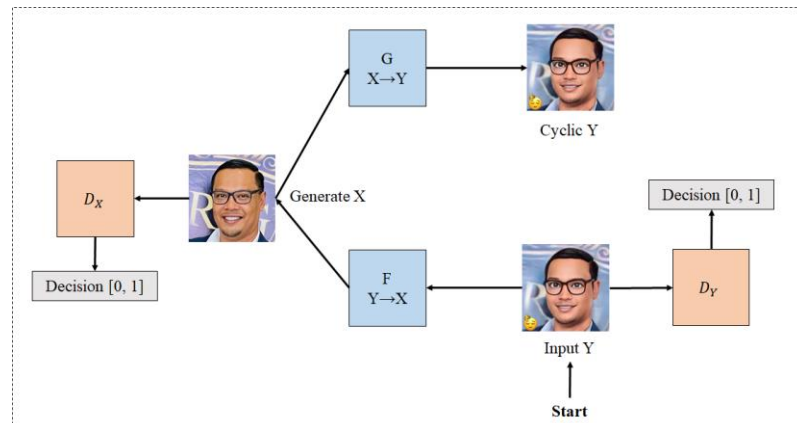 G
X→Y
Cyclic Y
D_X
Generate X
Decision [0, 1]
Decision [0, 1]
F
Y→X
D_Y
Input Y
Start